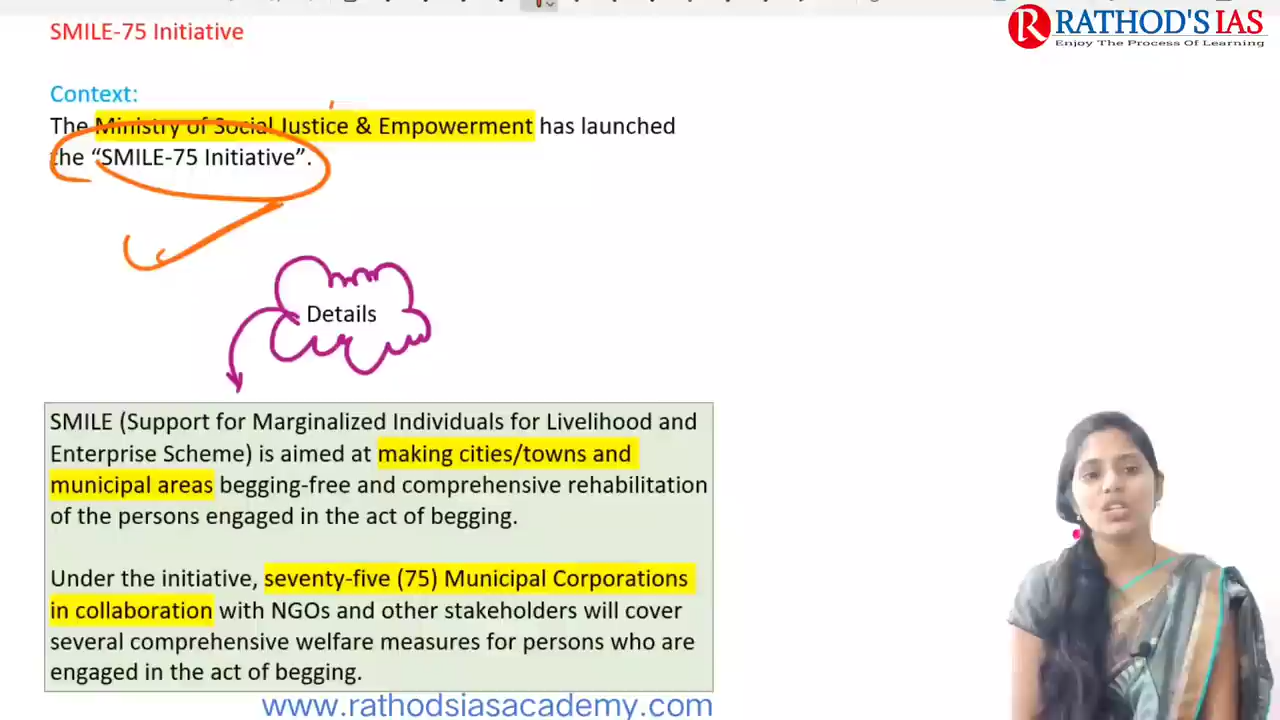 SMILE-75 Initiative
RATHOD'S IAS
Enjoy The Process Of Learning
Context:
The Ministry of Social Justice & Empowerment has launched
the “SMILE-75 Initiative”.
Details
SMILE (Support for Marginalized Individuals for Livelihood and
Enterprise Scheme) is aimed at making cities/towns and
municipal areas begging-free and comprehensive rehabilitation
of the persons engaged in the act of begging.
Under the initiative, seventy-five (75) Municipal Corporations
in collaboration with NGOs and other stakeholders will cover
several comprehensive welfare measures for persons who are
engaged in the act of begging.
www.rathodsiasacademy.com